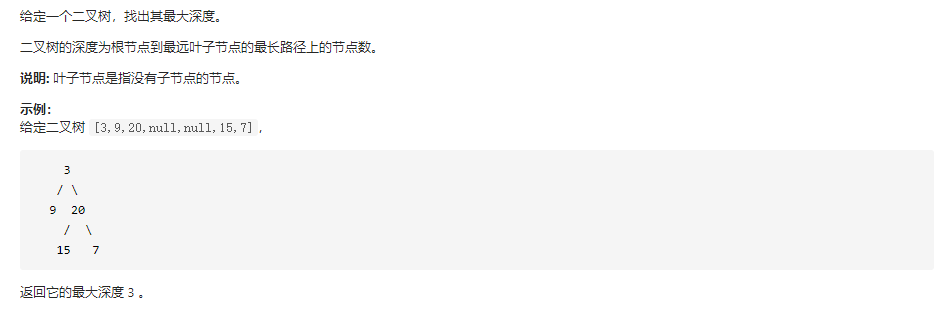 给定一个二叉树，找出其最大深度。
二叉树的深度为根节点到最远叶子节点的最长路径上的节点数。
说明: 叶子节点是指没有子节点的节点。
示例：
给定二叉树 [3,9,20,null,null,15,7]，
3
/ \
9  20
/  \
15   7
返回它的最大深度 3 。